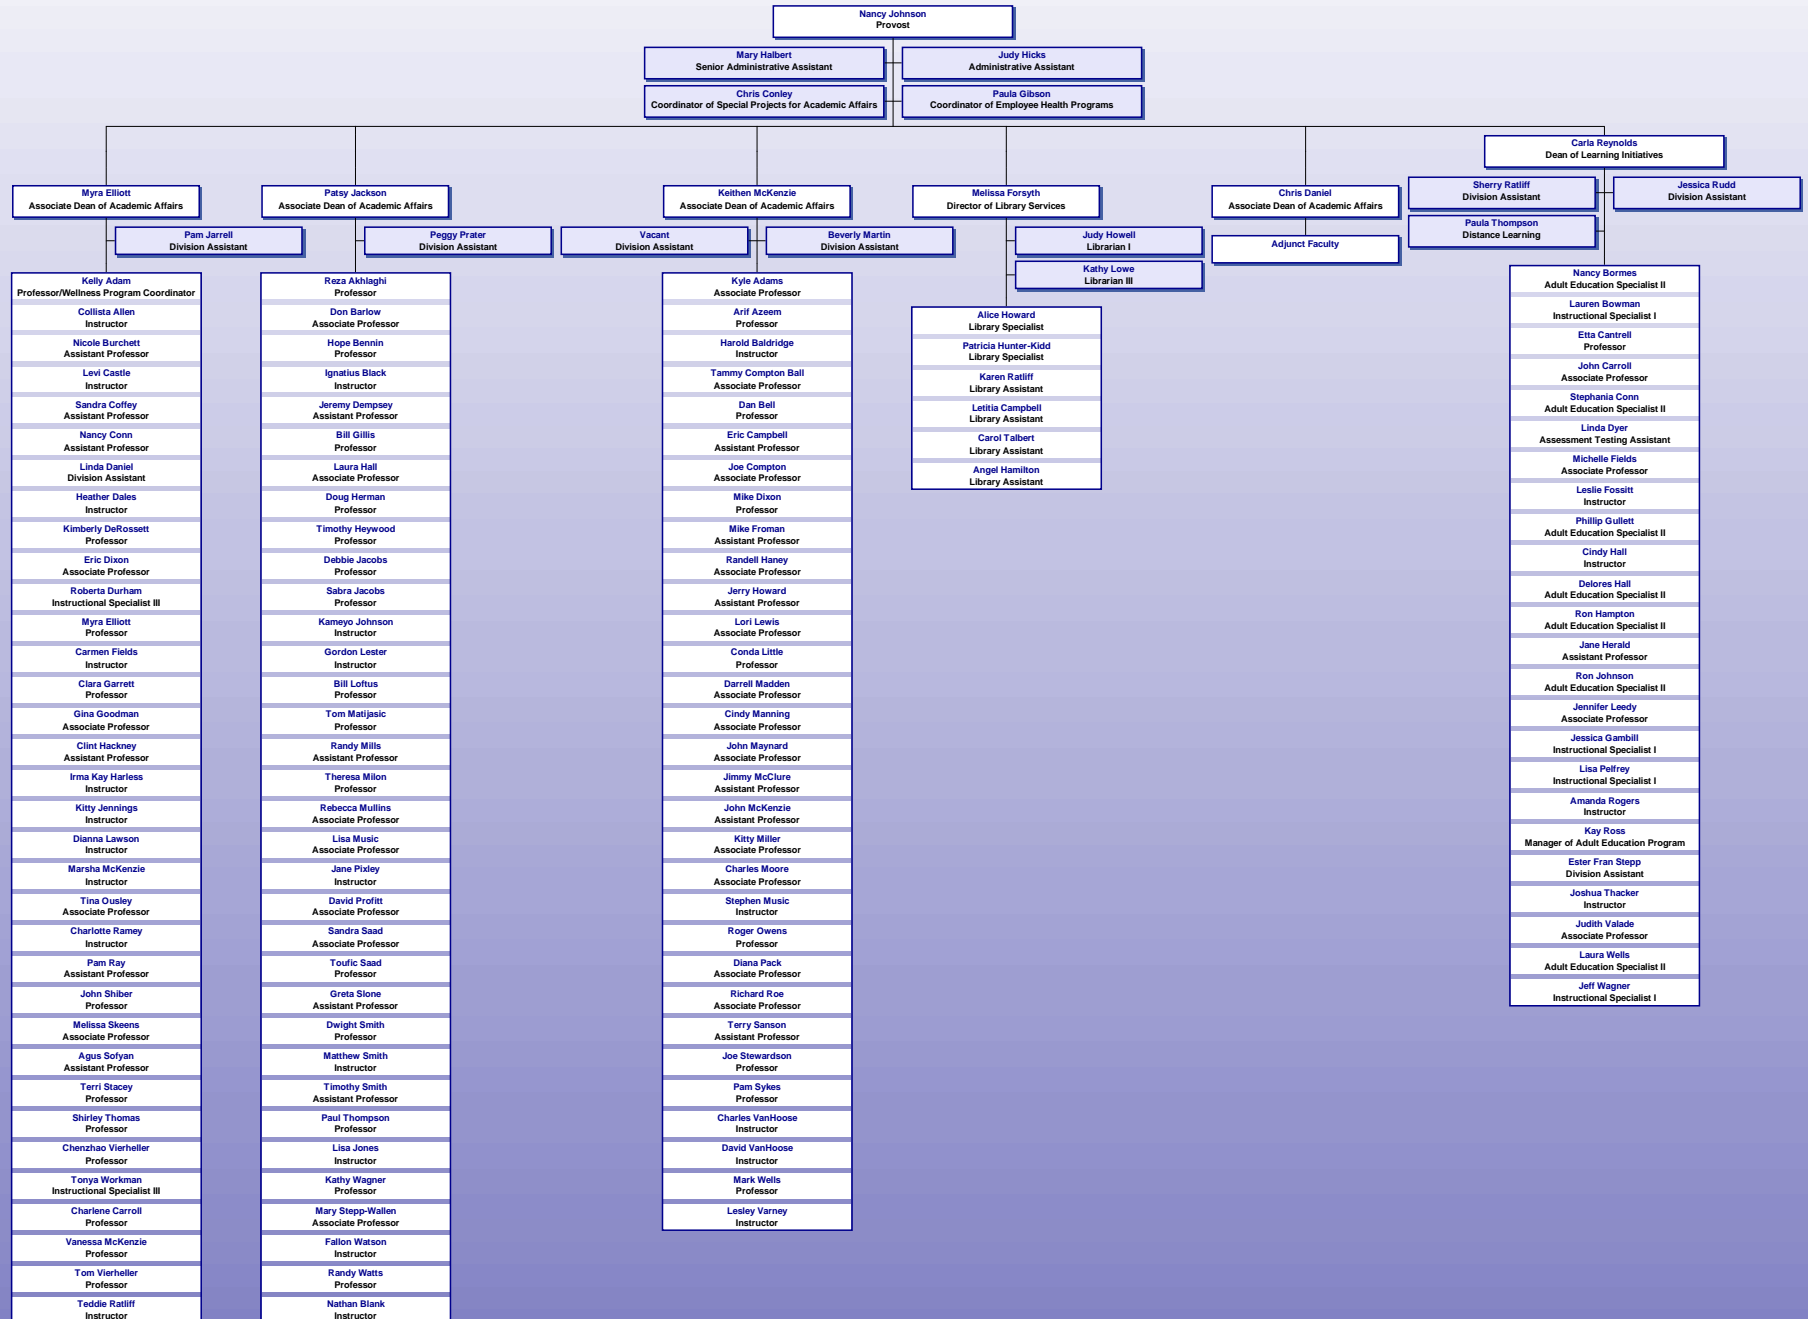 Nancy Johnson
Provost
Mary Halbert
Senior Administrative Assistant
Judy Hicks
Administrative Assistant
Chris Conley
Coordinator of Special Projects for Academic Affairs
Paula Gibson
Coordinator of Employee Health Programs
Myra Elliott
Associate Dean of Academic Affairs
Pam Jarrell
Division Assistant
Kelly Adam
Professor/Wellness Program Coordinator
Collista Allen
Instructor
Nicole Burchett
Assistant Professor
Levi Castle
Instructor
Sandra Coffey
Assistant Professor
Nancy Conn
Assistant Professor
Linda Daniel
Division Assistant
Heather Dales
Instructor
Kimberly DeRossett
Professor
Eric Dixon
Associate Professor
Roberta Durham
Instructional Specialist III
Myra Elliott
Professor
Carmen Fields
Instructor
Clara Garrett
Professor
Gina Goodman
Associate Professor
Clint Hackney
Assistant Professor
Irma Kay Harless
Instructor
Kitty Jennings
Instructor
Dianna Lawson
Instructor
Marsha McKenzie
Instructor
Tina Ousley
Associate Professor
Charlotte Ramey
Instructor
Pam Ray
Assistant Professor
John Shiber
Professor
Melissa Skeens
Associate Professor
Agus Sofyan
Assistant Professor
Terri Stacey
Professor
Shirley Thomas
Professor
Chenzhao Vierheller
Professor
Tonya Workman
Instructional Specialist III
Charlene Carroll
Professor
Vanessa McKenzie
Professor
Tom Vierheller
Professor
Teddie Ratliff
Instructor
Patsy Jackson
Associate Dean of Academic Affairs
Peggy Prater
Division Assistant
Reza Akhlaghi
Professor
Don Barlow
Associate Professor
Hope Bennin
Professor
Ignatius Black
Instructor
Jeremy Dempsey
Assistant Professor
Bill Gillis
Professor
Laura Hall
Associate Professor
Doug Herman
Professor
Timothy Heywood
Professor
Debbie Jacobs
Professor
Sabra Jacobs
Professor
Kameyo Johnson
Instructor
Gordon Lester
Instructor
Bill Loftus
Professor
Tom Matijasic
Professor
Randy Mills
Assistant Professor
Theresa Milon
Professor
Rebecca Mullins
Associate Professor
Lisa Music
Associate Professor
Jane Pixley
Instructor
David Profitt
Associate Professor
Sandra Saad
Associate Professor
Toufic Saad
Professor
Greta Slone
Assistant Professor
Dwight Smith
Professor
Matthew Smith
Instructor
Timothy Smith
Assistant Professor
Paul Thompson
Professor
Lisa Jones
Instructor
Kathy Wagner
Professor
Mary Stepp-Wallen
Associate Professor
Fallon Watson
Instructor
Randy Watts
Professor
Nathan Blank
Instructor
Keithen McKenzie
Associate Dean of Academic Affairs
Vacant
Division Assistant
Beverly Martin
Division Assistant
Kyle Adams
Associate Professor
Arif Azeem
Professor
Harold Baldridge
Instructor
Tammy Compton Ball
Associate Professor
Dan Bell
Professor
Eric Campbell
Assistant Professor
Joe Compton
Associate Professor
Mike Dixon
Professor
Mike Froman
Assistant Professor
Randell Haney
Associate Professor
Jerry Howard
Assistant Professor
Lori Lewis
Associate Professor
Conda Little
Professor
Darrell Madden
Associate Professor
Cindy Manning
Associate Professor
John Maynard
Associate Professor
Jimmy McClure
Assistant Professor
John McKenzie
Assistant Professor
Kitty Miller
Associate Professor
Charles Moore
Associate Professor
Stephen Music
Instructor
Roger Owens
Professor
Diana Pack
Associate Professor
Richard Roe
Associate Professor
Terry Sanson
Assistant Professor
Joe Stewardson
Professor
Pam Sykes
Professor
Charles VanHoose
Instructor
David VanHoose
Instructor
Mark Wells
Professor
Lesley Varney
Instructor
Melissa Forsyth
Director of Library Services
Judy Howell
Librarian I
Kathy Lowe
Librarian III
Alice Howard
Library Specialist
Patricia Hunter-Kidd
Library Specialist
Karen Ratliff
Library Assistant
Letitia Campbell
Library Assistant
Carol Talbert
Library Assistant
Angel Hamilton
Library Assistant
Chris Daniel
Associate Dean of Academic Affairs
Adjunct Faculty
Carla Reynolds
Dean of Learning Initiatives
Sherry Ratliff
Division Assistant
Jessica Rudd
Division Assistant
Paula Thompson
Distance Learning
Nancy Bormes
Adult Education Specialist II
Lauren Bowman
Instructional Specialist I
Etta Cantrell
Professor
John Carroll
Associate Professor
Stephania Conn
Adult Education Specialist II
Linda Dyer
Assessment Testing Assistant
Michelle Fields
Associate Professor
Leslie Fossitt
Instructor
Phillip Gullett
Adult Education Specialist II
Cindy Hall
Instructor
Delores Hall
Adult Education Specialist II
Ron Hampton
Adult Education Specialist II
Jane Herald
Assistant Professor
Ron Johnson
Adult Education Specialist II
Jennifer Leedy
Associate Professor
Jessica Gambill
Instructional Specialist I
Lisa Pelfrey
Instructional Specialist I
Amanda Rogers
Instructor
Kay Ross
Manager of Adult Education Program
Ester Fran Stepp
Division Assistant
Joshua Thacker
Instructor
Judith Valade
Associate Professor
Laura Wells
Adult Education Specialist II
Jeff Wagner
Instructional Specialist I